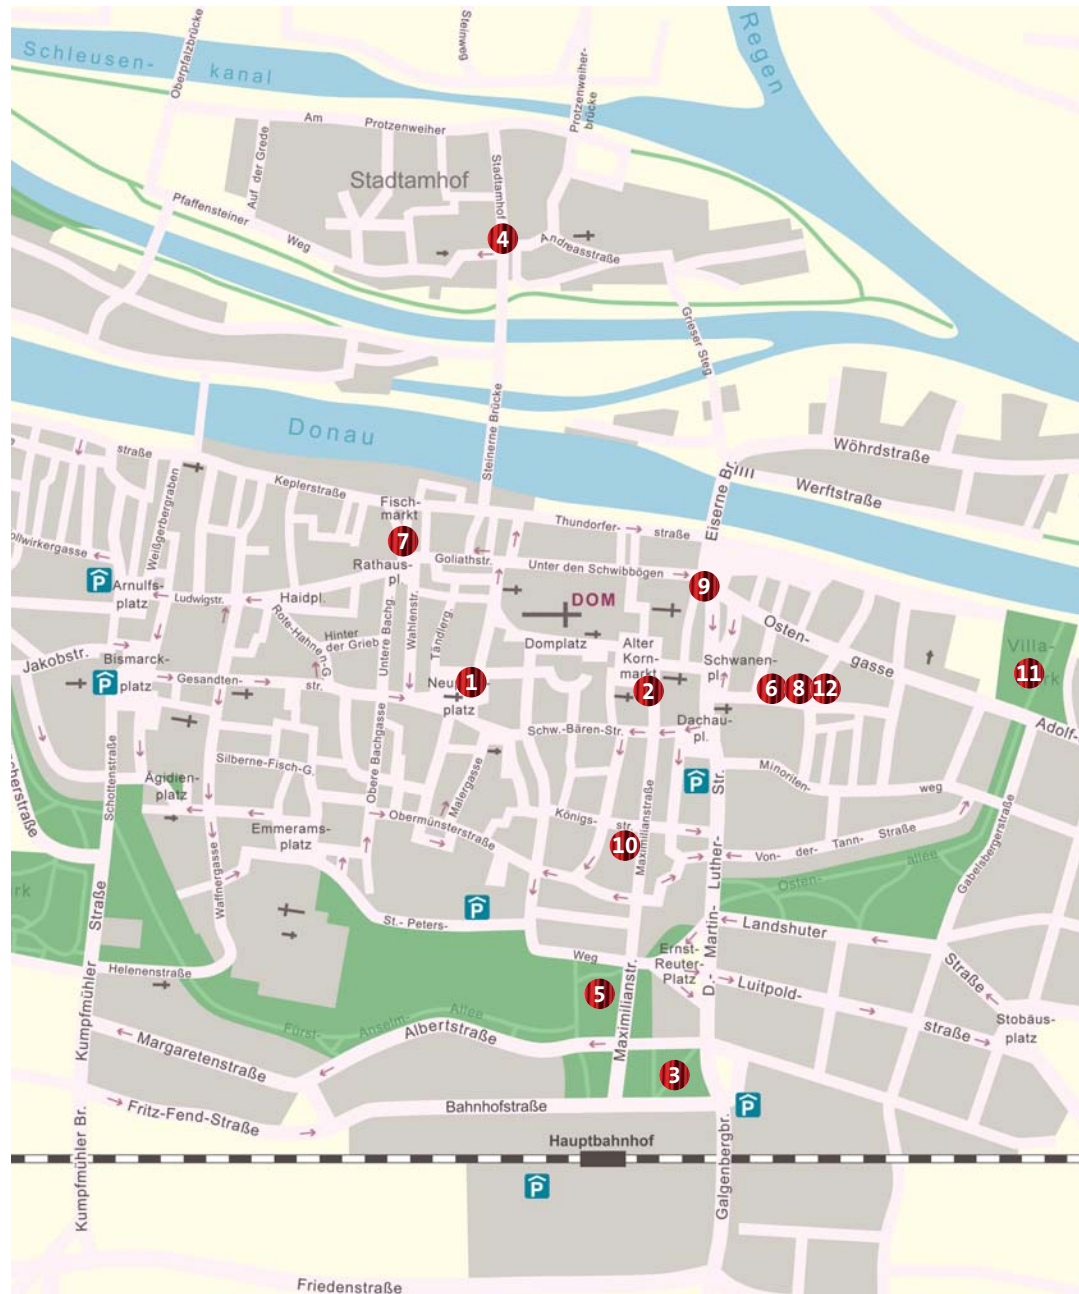 Schleusen-
kanal
Oberpfalzbrücke
Steinweg
Protzenweiher-
brücke
Regen
Am
Protzenweiher
Auf der Grede
Stadtamhof
Stadtamhof
Pfaffensteiner
Weg
4
Andreasstraße
Grieser Steg
Steinerne Brücke
Donau
Wöhrdstraße
Werftstraße
Eiserne Br.
straße
Weißgerbergraben
Keplerstraße
Fisch-
markt
7
Thundorfer-
straße
ollwirkergasse
P
Arnulfs-
platz
Rathaus-
pl.
Goliathstr.
Unter den Schwibbögen
9
Ludwigstr.
Haidpl.
DOM
Rote-Hahnen-G.
Hinter
der Grieb
Untere Bachg.
Wahlenstr.
Tändlerg.
Domplatz
Alter
Korn-
markt
Schwanen-
pl.
Osten-
gasse
Villa-
rk
11
Jakobstr.
Bismarck-
platz
P
Gesandten-
str.
Neu
platz
1
2
6
8
12
Dachau-
pl.
Adolf-
Schw.-Bären-Str.
Schottenstraße
Silberne-Fisch-G.
Obere Bachgasse
Malergasse
P
Minoriten-
weg
cherstraße
Ägidien-
platz
Emmerams-
platz
Obermünsterstraße
Königs-
str.
10
Maximilianstraße
Von-
der-
Tann-
Straße
Gabelsbergerstraße
Osten-
allee
rk
Waffnergasse
P
St.- Peters-
Weg
D.- Martin- Luther- Str.
Landshuter
Straße
Helenenstraße
Ernst-
Reuter-
Platz
Luitpold-
straße
Stobäus-
platz
5
Kumpfmühler Straße
Fürst-
Anselm-
Allee
Albertstraße
Maximilianstr.
Margaretenstraße
3
Fritz-Fend-Straße
Bahnhofstraße
P
Kumpfmühler Br.
Hauptbahnhof
P
Galgenbergbr.
Friedenstraße